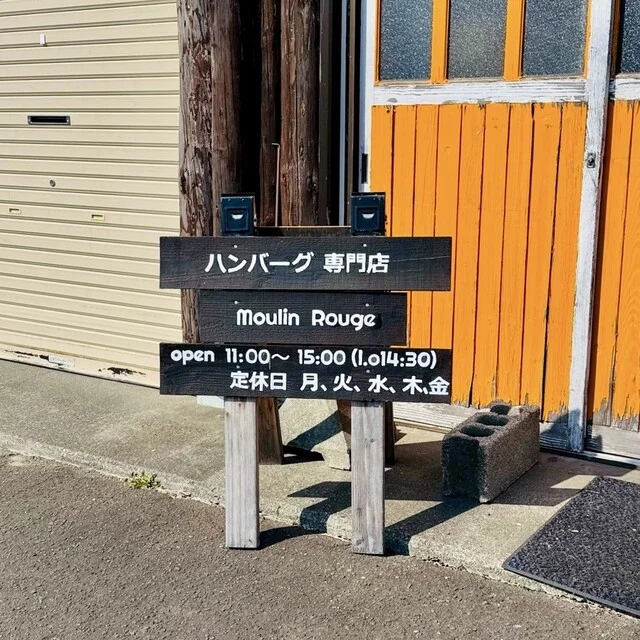 ハンバーグ 専門店
Moulin Rouge
open 11:00〜 15:00 (l.o14:30)
定休日 月、火、水、木、金